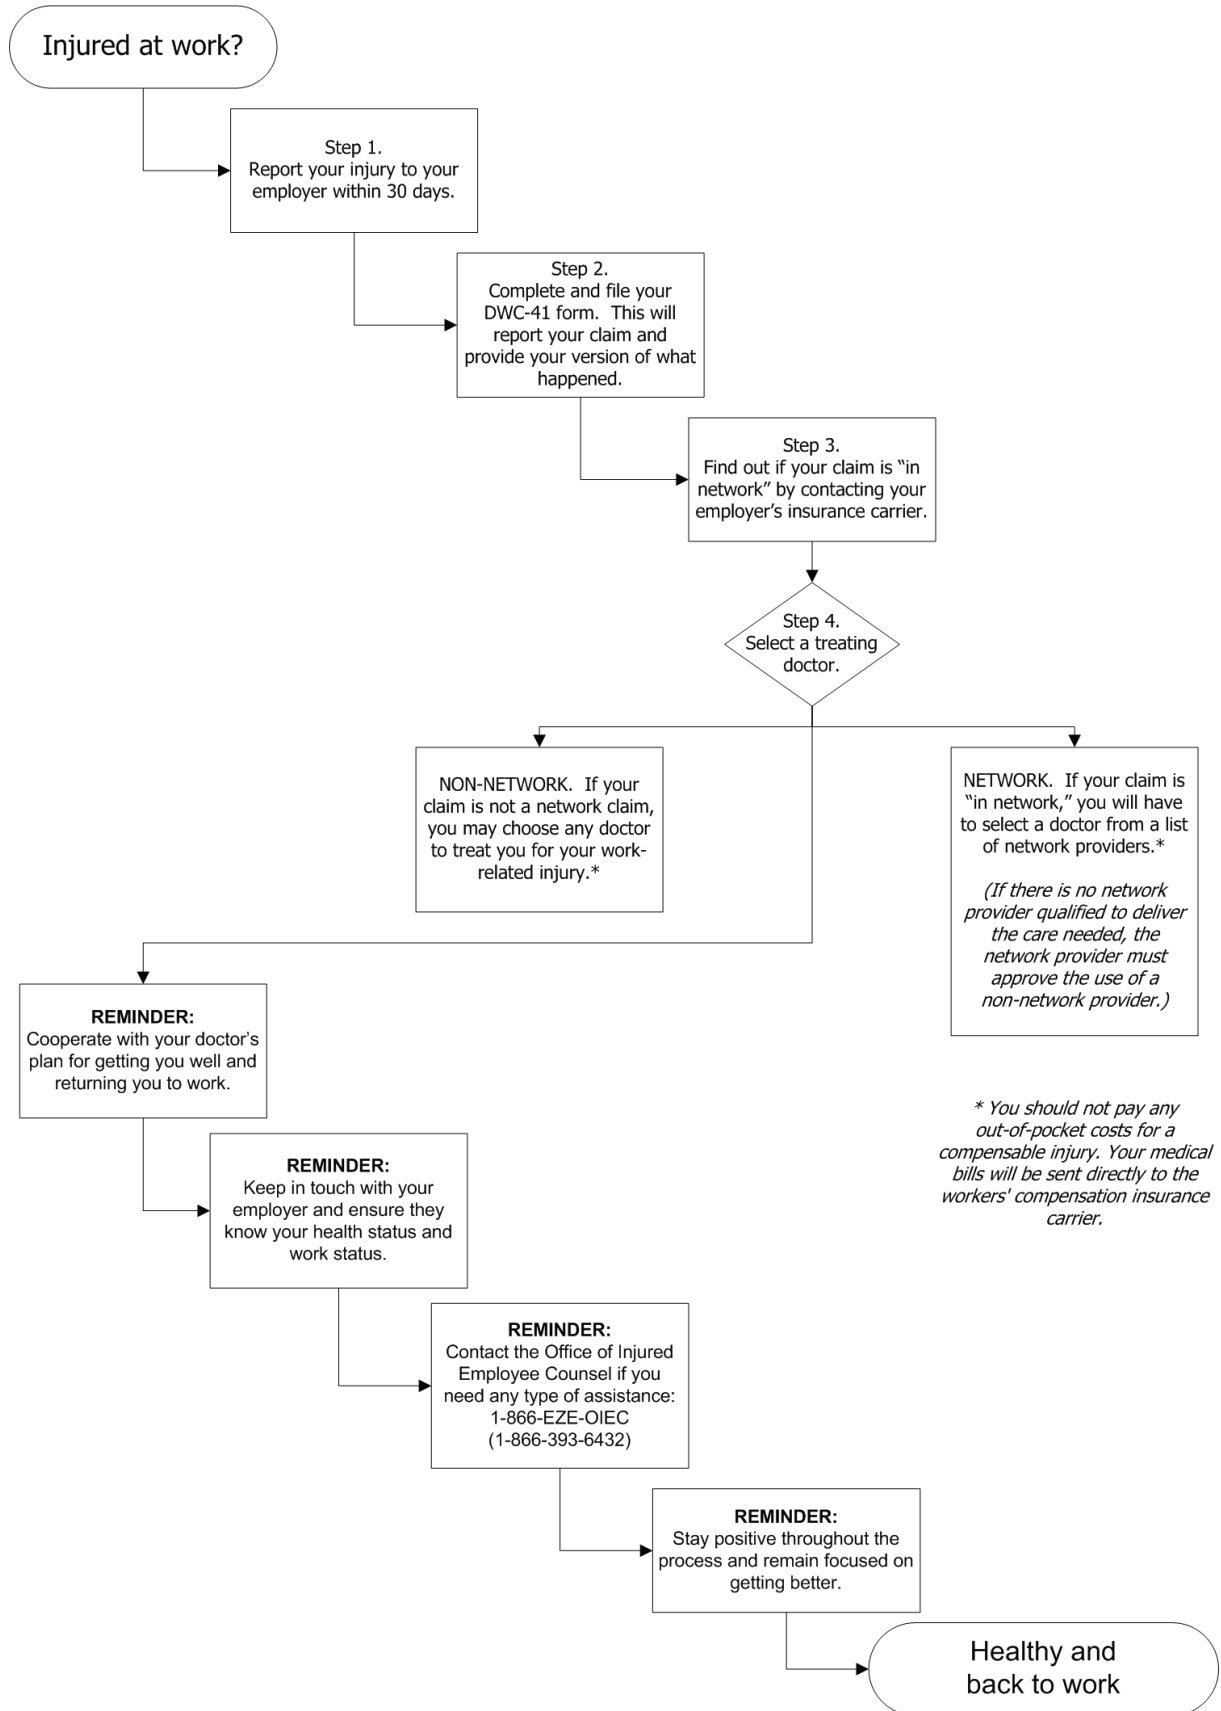 Injured at work?
Step 1.
Report your injury to your
employer within 30 days.
Step 2.
Complete and file your
DWC-41 form.  This will
report your claim and
provide your version of what
happened.
Step 3.
Find out if your claim is “in
network” by contacting your
employer’s insurance carrier.
Step 4.
Select a treating
doctor.
NON-NETWORK.  If your
claim is not a network claim,
you may choose any doctor
to treat you for your work-
related injury.*
NETWORK.  If your claim is
“in network,” you will have
to select a doctor from a list
of network providers.*
(If there is no network
provider qualified to deliver
the care needed, the
network provider must
approve the use of a
non-network provider.)
REMINDER:
Cooperate with your doctor’s
plan for getting you well and
returning you to work.
* You should not pay any
out-of-pocket costs for a
compensable injury. Your medical
bills will be sent directly to the
workers' compensation insurance
carrier.
REMINDER:
Keep in touch with your
employer and ensure they
know your health status and
work status.
REMINDER:
Contact the Office of Injured
Employee Counsel if you
need any type of assistance:
1-866-EZE-OIEC
(1-866-393-6432)
REMINDER:
Stay positive throughout the
process and remain focused on
getting better.
Healthy and
back to work